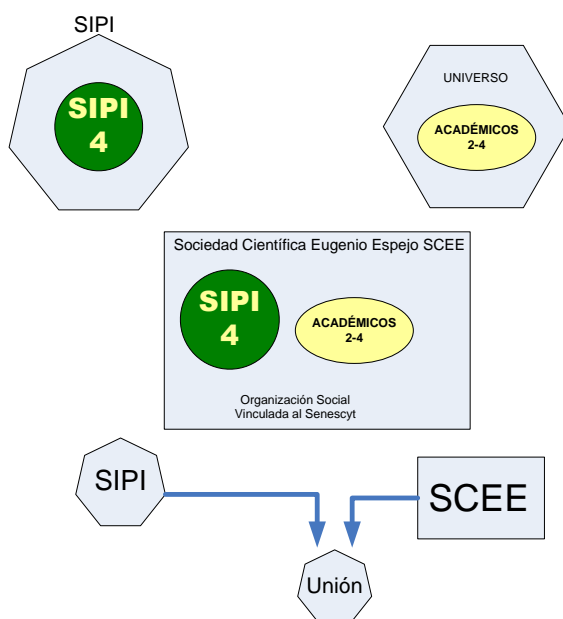 SIPI
SIPI
4
UNIVERSO
ACADÉMICOS
2-4
Sociedad Científica Eugenio Espejo SCEE
SIPI
4
ACADÉMICOS
2-4
Organización Social
Vinculada al Senescyt
SIPI
SCEE
Unión